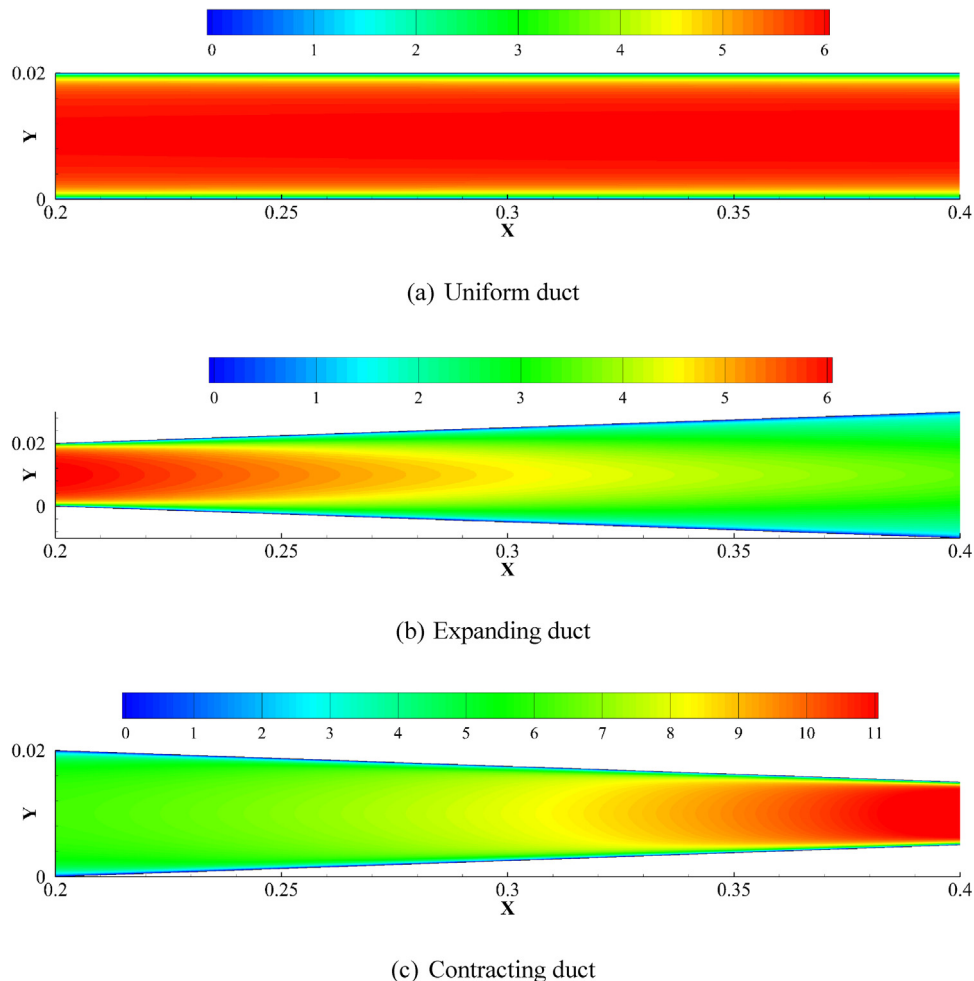 0 1 2 3 4 5 6
0.02
Y
0
0.2 0.25 0.3 0.35 0.4
X
(a) Uniform duct
0 1 2 3 4 5 6
0.02
Y
0
0.2 0.25 0.3 0.35 0.4
X
(b) Expanding duct
0 1 2 3 4 5 6 7 8 9 10 11
0.02
Y
0
0.2 0.25 0.3 0.35 0.4
X
(c) Contracting duct